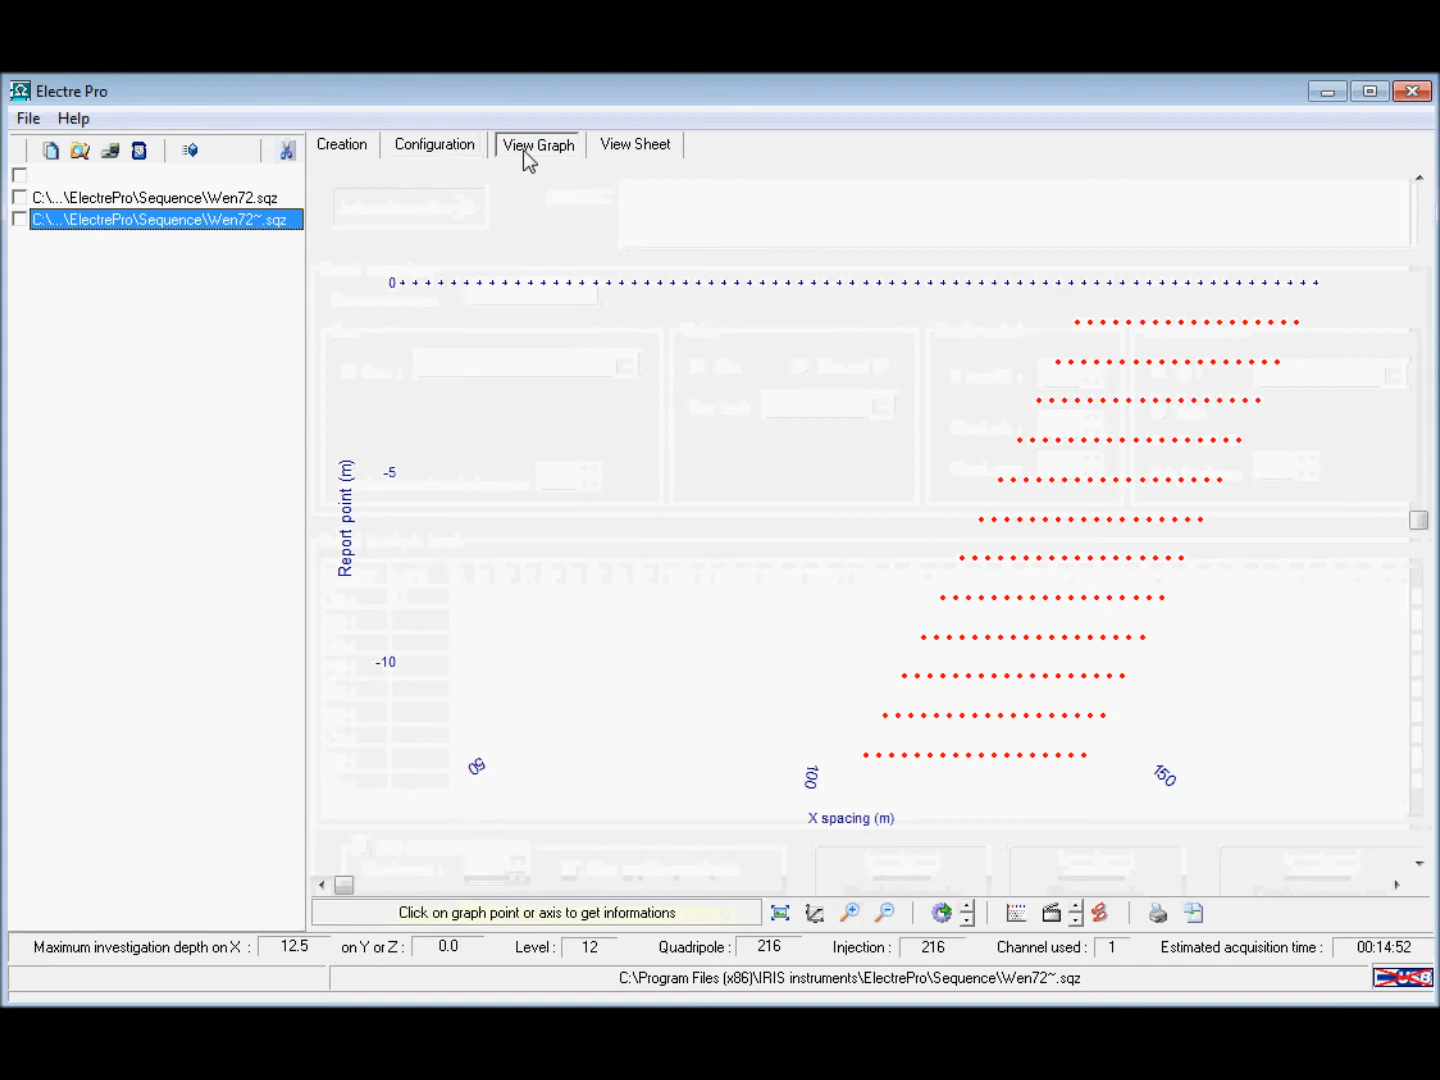 Electre Pro
File Help
Creation Configuration View Graph View Sheet
C:\...\ElectrePro\Sequence\Wen72.sqz
C:\...\ElectrePro\Sequence\Wen72~.sqz
0
-5
Report point (m)
-10
50 100 150
X spacing (m)
Click on graph point or axis to get informations
Maximum investigation depth on X : 12.5 on Y or Z : 0.0 Level : 12 Quadripole : 216 Injection : 216 Channel used : 1 Estimated acquisition time : 00:14:52
C:\Program Files (x86)\IRIS instruments\ElectrePro\Sequence\Wen72~.sqz